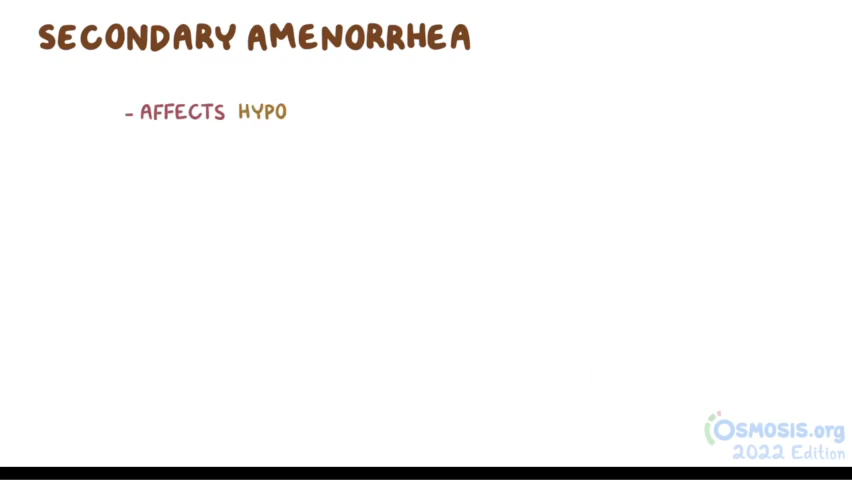 SECONDARY AMENORRHEA
- AFFECTS HYPO
OSMOSIS.org
2022 Edition